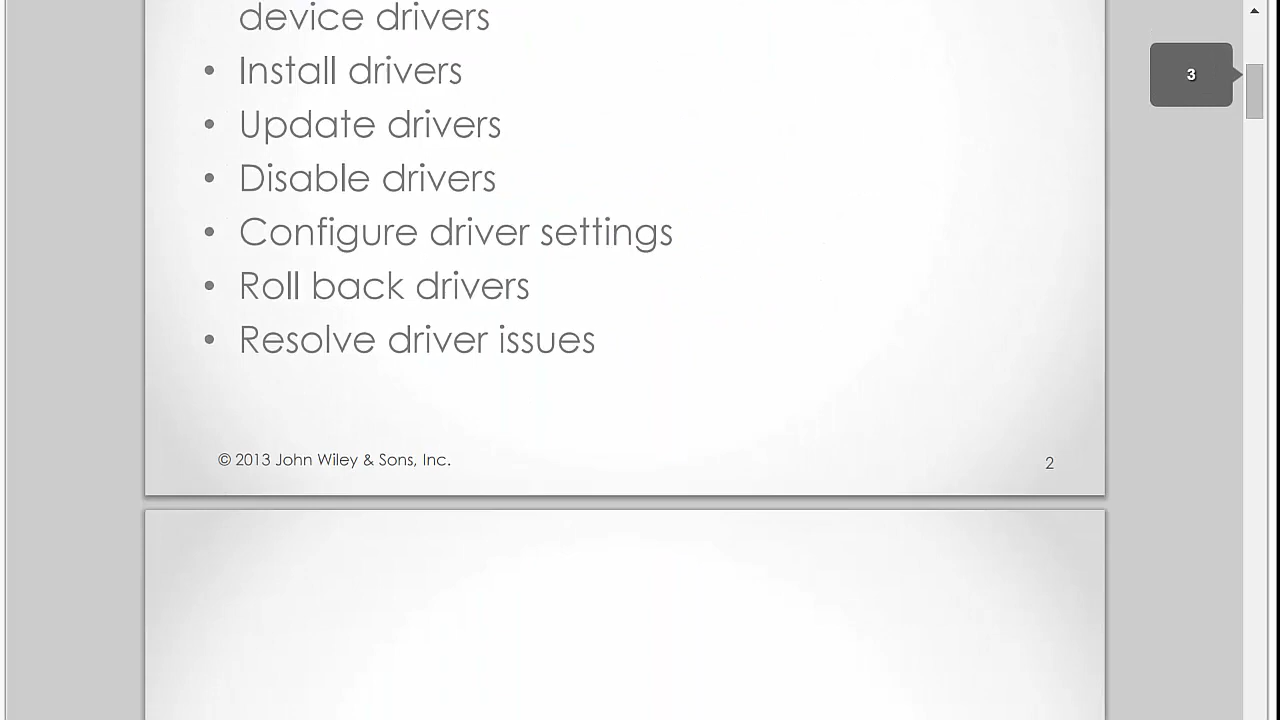 device drivers
• Install drivers
• Update drivers
• Disable drivers
• Configure driver settings
• Roll back drivers
• Resolve driver issues
© 2013 John Wiley & Sons, Inc.
2
3